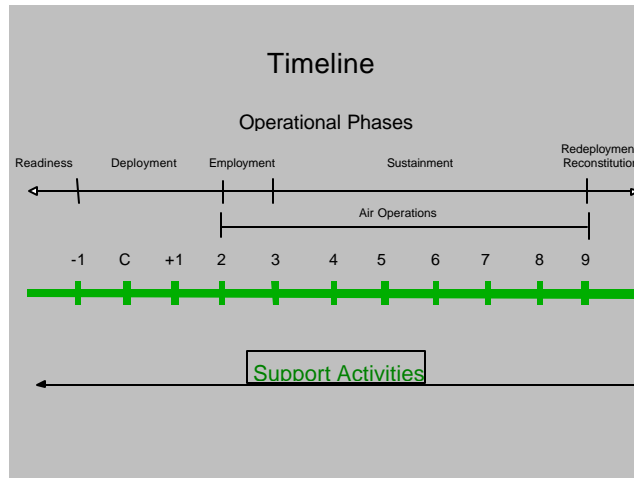 Timeline
Operational Phases
Readiness Deployment Employment Sustainment Redeployment
Reconstitution
Air Operations
-1 C +1 2 3 4 5 6 7 8 9
Support Activities